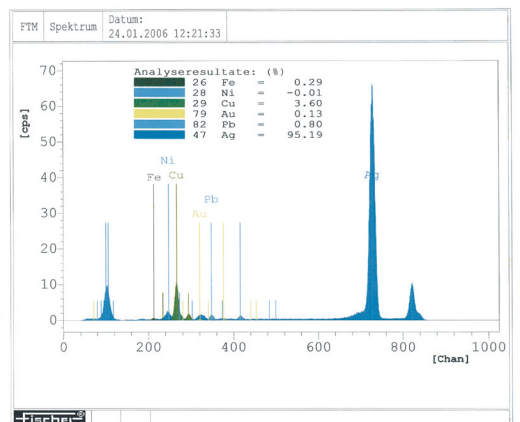 FTM Spektrum Datum:
24.01.2006 12:21:33
Analyseresultate: (%)
26 Fe = 0.29
28 Ni = -0.01
29 Cu = 3.60
79 Au = 0.13
82 Pb = 0.80
47 Ag = 95.19
70
60
50
40
30
20
10
0
[cps]
Ni
Fe Cu
Ag
Pb
Au
0 200 400 600 800 1000
[Chan]
fischer®